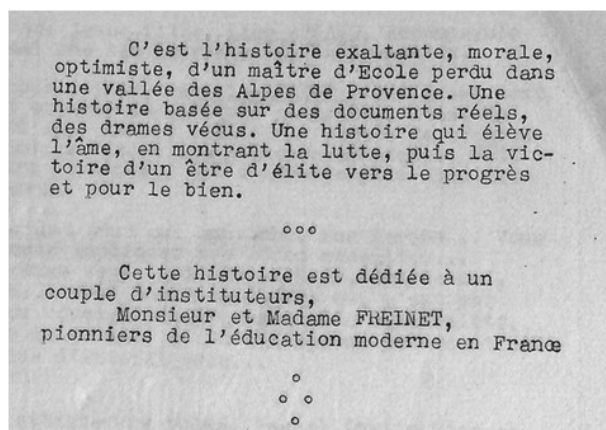 C'est l'histoire exaltante, morale,
optimiste, d'un maître d'Ecole perdu dans
une vallée des Alpes de Provence. Une
histoire basée sur des documents réels,
des drames vécus. Une histoire qui élève
l'âme, en montrant la lutte, puis la vic-
toire d'un être d'élite vers le progrès
et pour le bien.
ooo
Cette histoire est dédiée à un
couple d'instituteurs,
Monsieur et Madame FREINET,
pionniers de l'éducation moderne en France
o
o o
o